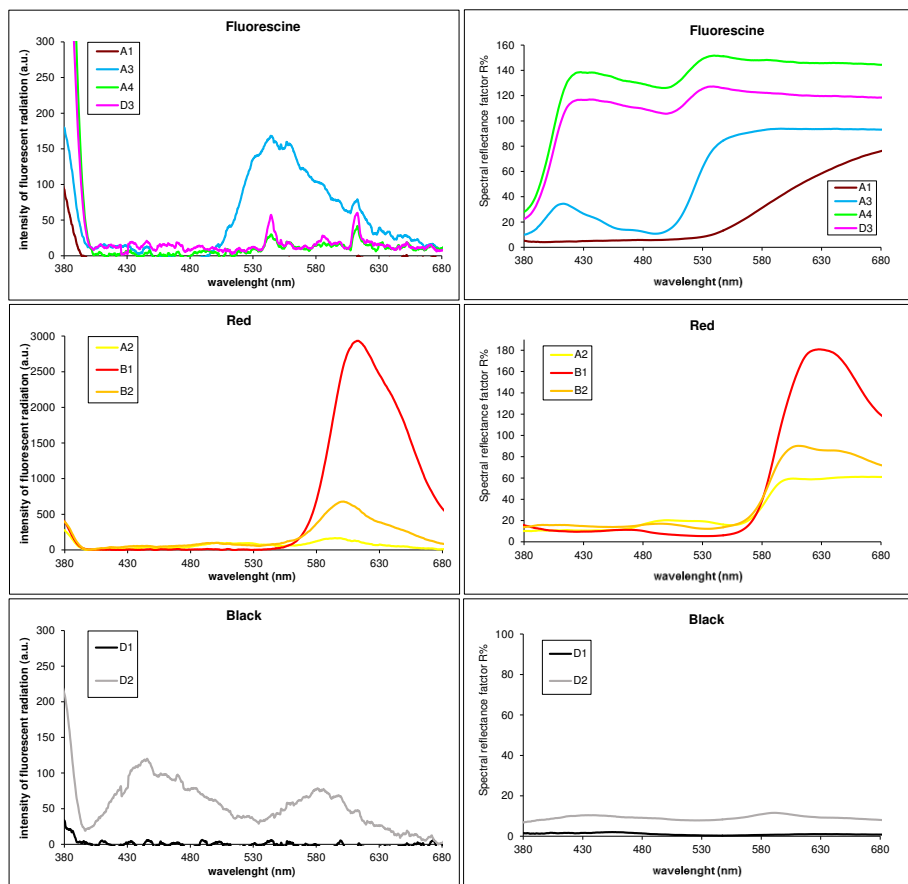 Fluorescine
intensity of fluorescent radiation (a.u.)
300
250
200
150
100
50
0
A1
A3
A4
D3
380 430 480 530 580 630 680
wavelenght (nm)
Fluorescine
Spectral reflectance fatctor R%
160
140
120
100
80
60
40
20
0
A1
A3
A4
D3
380 430 480 530 580 630 680
wavelenght (nm)
Red
intensity of fluorescent radiation (a.u.)
3000
2500
2000
1500
1000
500
0
A2
B1
B2
380 430 480 530 580 630 680
wavelenght (nm)
Red
Spectral reflectance fatctor R%
180
160
140
120
100
80
60
40
20
0
A2
B1
B2
380 430 480 530 580 630 680
wavelenght (nm)
Black
intensity of fluorescent radiation (a.u.)
300
250
200
150
100
50
0
D1
D2
380 430 480 530 580 630 680
wavelenght (nm)
Black
Spectral reflectance fatctor R%
100
80
60
40
20
0
D1
D2
380 430 480 530 580 630 680
wavelenght (nm)